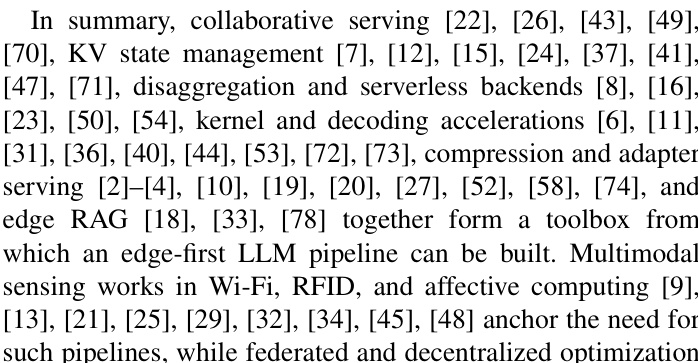 In summary, collaborative serving [22], [26], [43], [49],
[70], KV state management [7], [12], [15], [24], [37], [41],
[47], [71], disaggregation and serverless backends [8], [16],
[23], [50], [54], kernel and decoding accelerations [6], [11],
[31], [36], [40], [44], [53], [72], [73], compression and adapter
serving [2]–[4], [10], [19], [20], [27], [52], [58], [74], and
edge RAG [18], [33], [78] together form a toolbox from
which an edge-first LLM pipeline can be built. Multimodal
sensing works in Wi-Fi, RFID, and affective computing [9],
[13], [21], [25], [29], [32], [34], [45], [48] anchor the need for
such pipelines, while federated and decentralized optimization